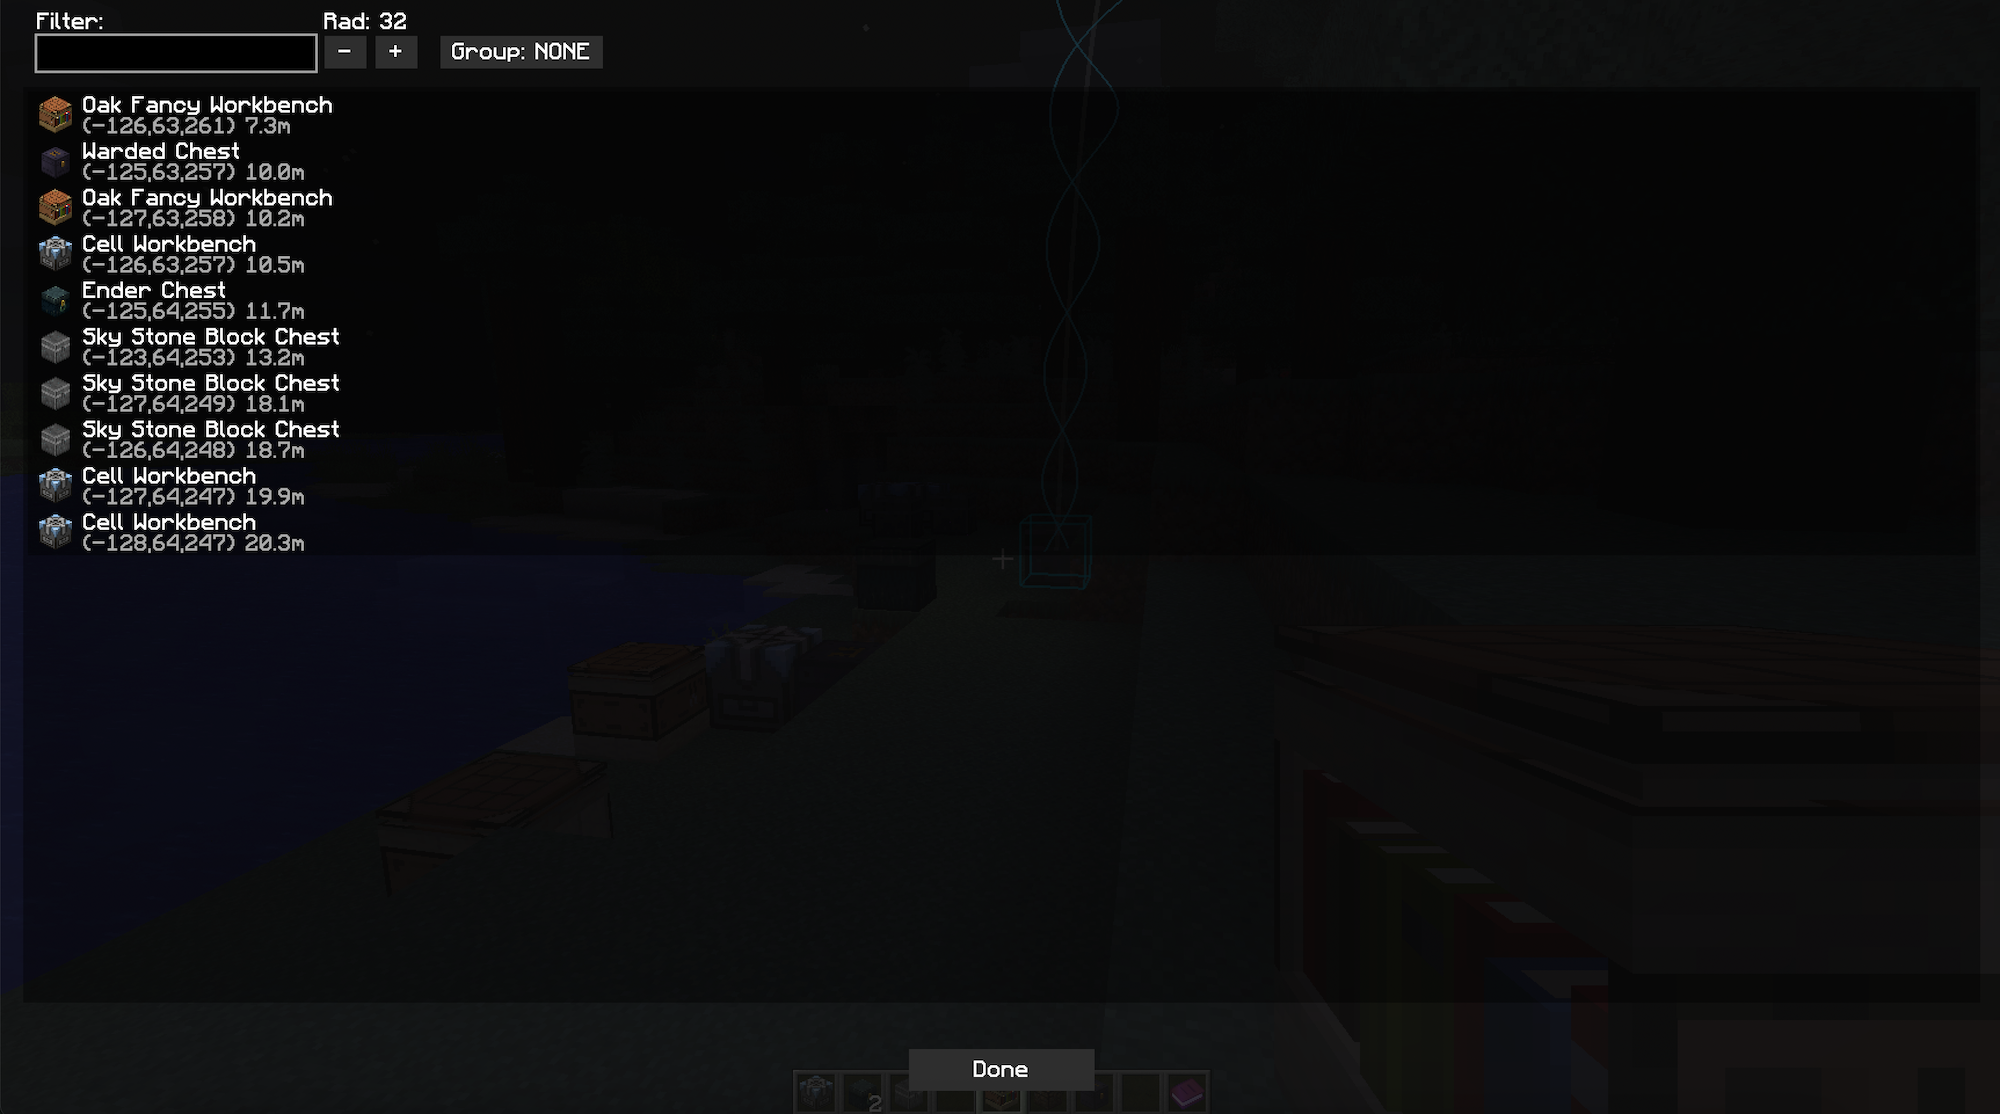 Filter:
Rad: 32
- + Group: NONE
Oak Fancy Workbench
(-126,63,261) 7.3m
Warded Chest
(-125,63,257) 10.0m
Oak Fancy Workbench
(-127,63,258) 10.2m
Cell Workbench
(-126,63,257) 10.5m
Ender Chest
(-125,64,255) 11.7m
Sky Stone Block Chest
(-123,64,253) 13.2m
Sky Stone Block Chest
(-127,64,249) 18.1m
Sky Stone Block Chest
(-126,64,248) 18.7m
Cell Workbench
(-127,64,247) 19.9m
Cell Workbench
(-128,64,247) 20.3m
Done
2